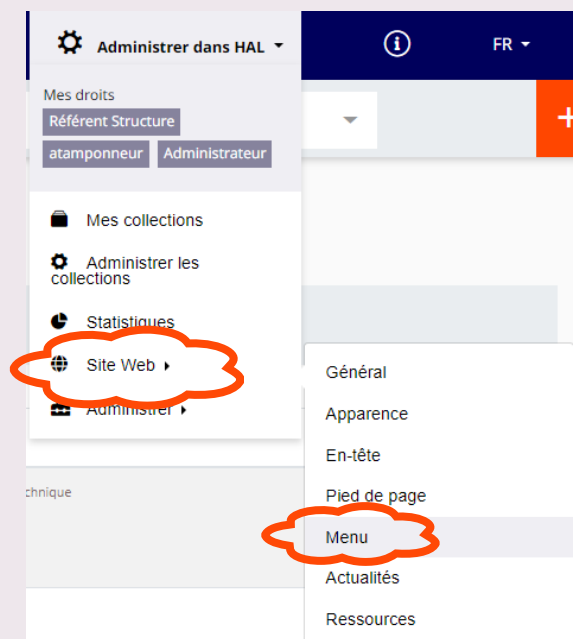 Administrer dans HAL
FR
Mes droits
Référent Structure
atamponneur Administrateur
Mes collections
Administrer les
collections
Statistiques
Site Web
Administrer
chnique
Général
Apparence
En-tête
Pied de page
Menu
Actualités
Ressources